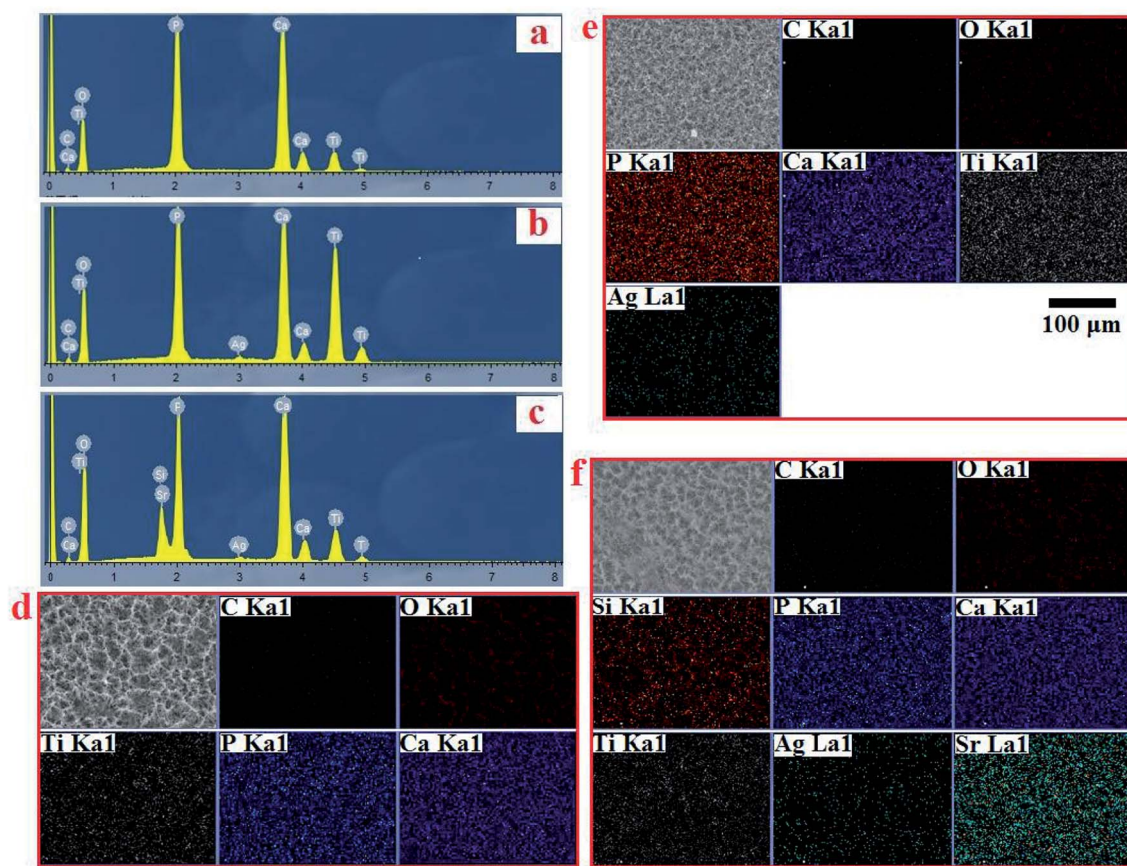 a
P
Ca
O
Ti
C
Ca
Ca
Ti
Ti
0 1 2 3 4 5 6 7 8
b
P
Ca
Ti
O
Ti
C
Ca
Ag
Ca
Ti
0 1 2 3 4 5 6 7 8
c
P
Ca
O
Ti
Si
Sr
C
Ca
Ag
Ca
Ti
T
0 1 2 3 4 5 6 7 8
d
C Ka1 O Ka1
Ti Ka1 P Ka1 Ca Ka1
e
C Ka1 O Ka1
P Ka1 Ca Ka1 Ti Ka1
Ag La1
100 µm
f
C Ka1 O Ka1
Si Ka1 P Ka1 Ca Ka1
Ti Ka1 Ag La1 Sr La1